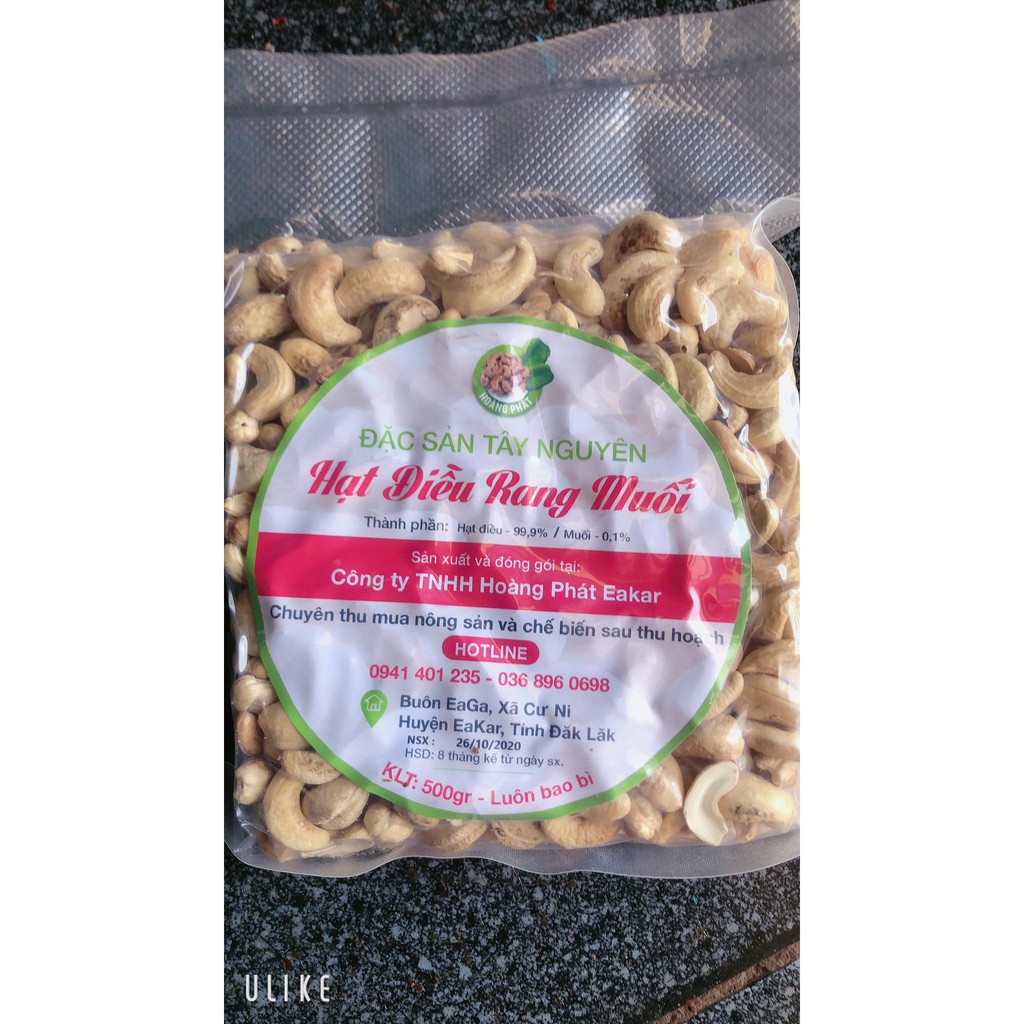 HOÀNG PHÁT
ĐẶC SẢN TÂY NGUYÊN
Hạt Điều Rang Muối
Thành phần: Hạt điều - 99,9% / Muối - 0,1%
Sản xuất và đóng gói tại:
Công ty TNHH Hoàng Phát Eakar
Chuyên thu mua nông sản và chế biến sau thu hoạch
HOTLINE
0941 401 235 - 036 896 0698
Buôn EaGa, Xã Cư Ni
Huyện EaKar, Tỉnh Đăk Lăk
NSX : 26/10/2020
HSD: 8 tháng kể từ ngày sx.
KLT: 500gr - Luôn bao bì
ULIKE